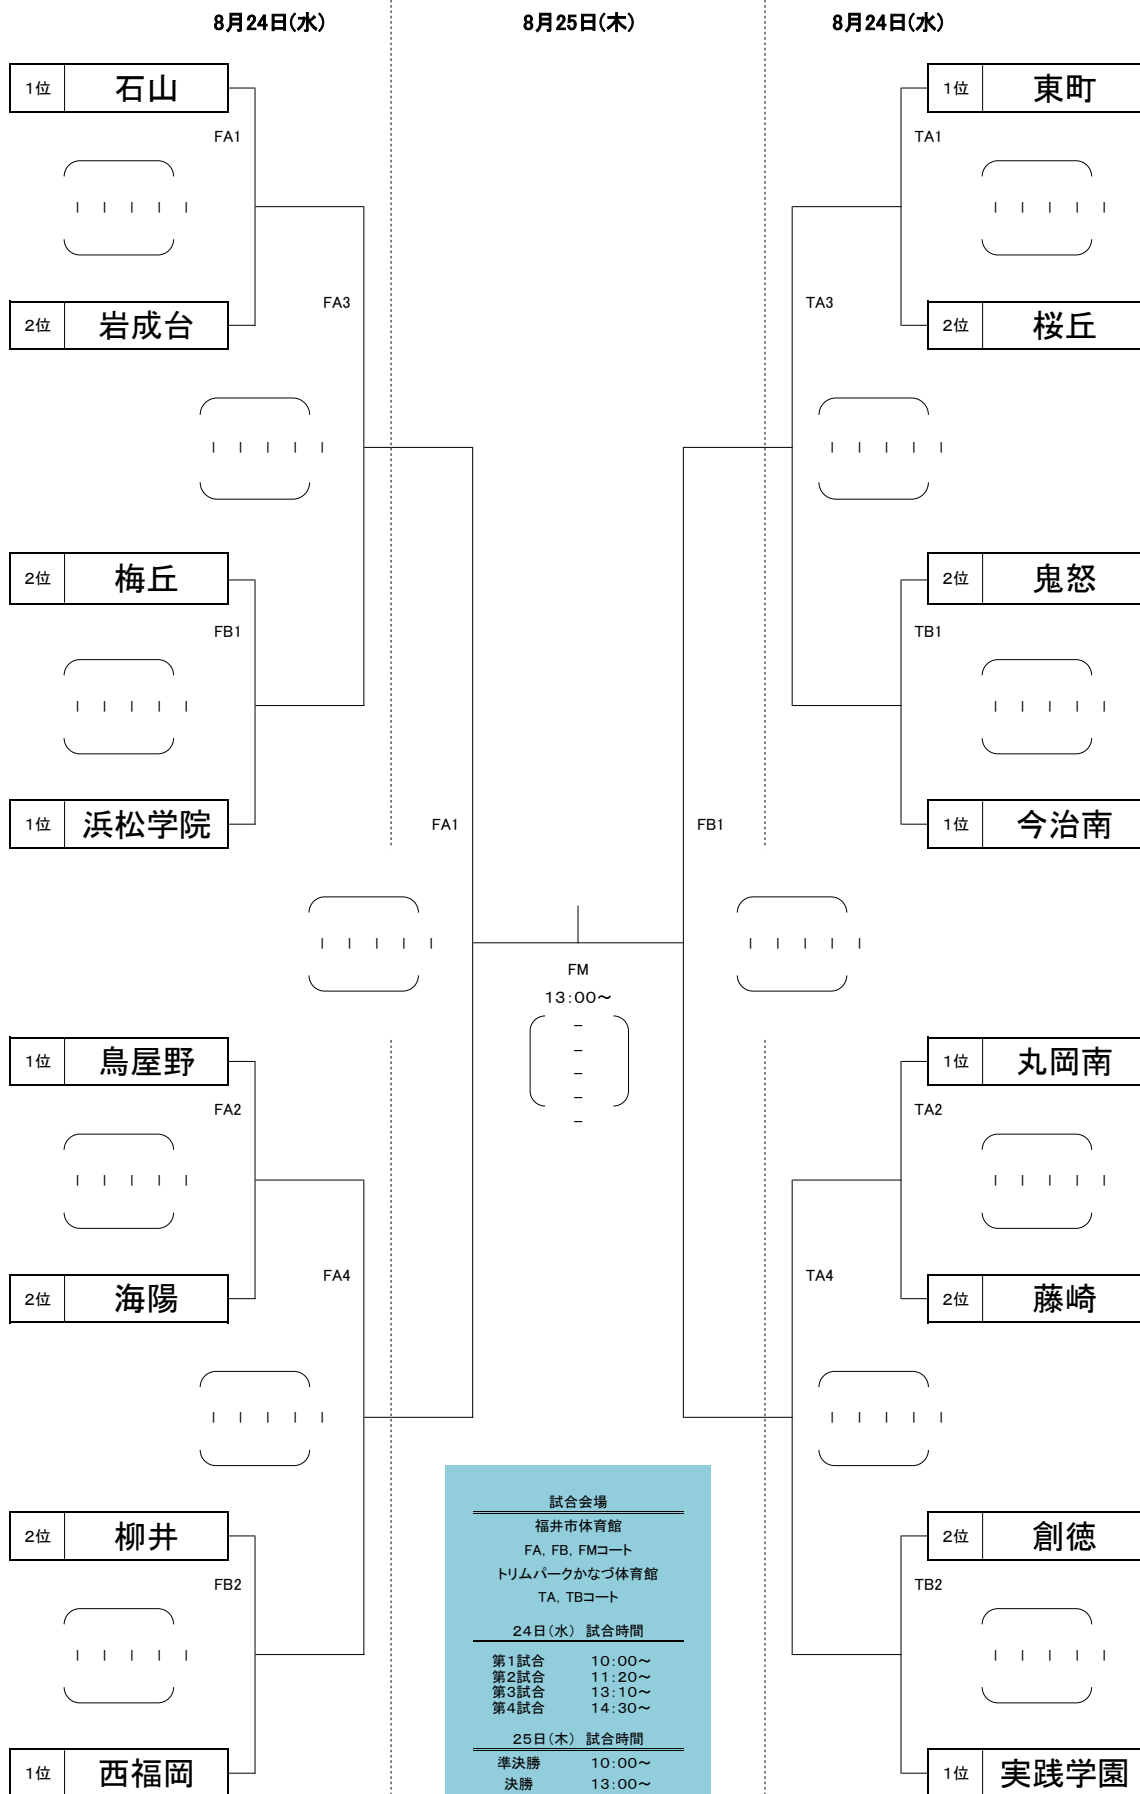 8月24日(水)
8月25日(木)
8月24日(水)
1位 石山
1位 東町
FA1
TA1
FA3
TA3
2位 岩成台
2位 桜丘
2位 梅丘
2位 鬼怒
FB1
TB1
1位 浜松学院
FA1
FB1
1位 今治南
FM
13:00～
1位 鳥屋野
1位 丸岡南
FA2
TA2
FA4
TA4
2位 海陽
2位 藤崎
試合会場
2位 柳井
福井市体育館
2位 創徳
FA, FB, FMコート
トリムパークかなづ体育館
FB2
TB2
TA, TBコート
24日(水) 試合時間
第1試合 10:00～
第2試合 11:20～
第3試合 13:10～
第4試合 14:30～
25日(木) 試合時間
準決勝 10:00～
1位 西福岡
1位 実践学園
決勝 13:00～